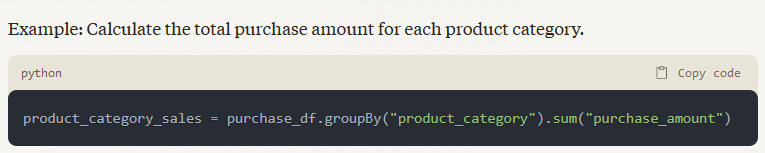 Example: Calculate the total purchase amount for each product category.
python Copy code
product_category_sales = purchase_df.groupBy("product_category").sum("purchase_amount")